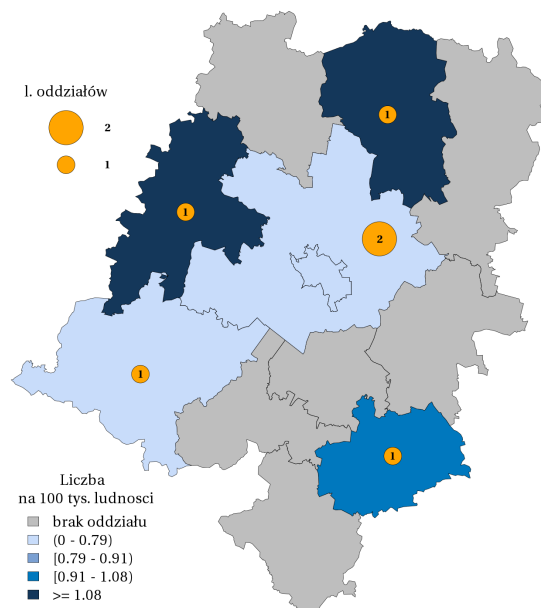 l. oddziałów
2
1
1
1
2
1
1
Liczba
na 100 tys. ludnosci
brak oddziału
(0 - 0.79)
[0.79 - 0.91)
[0.91 - 1.08)
>= 1.08